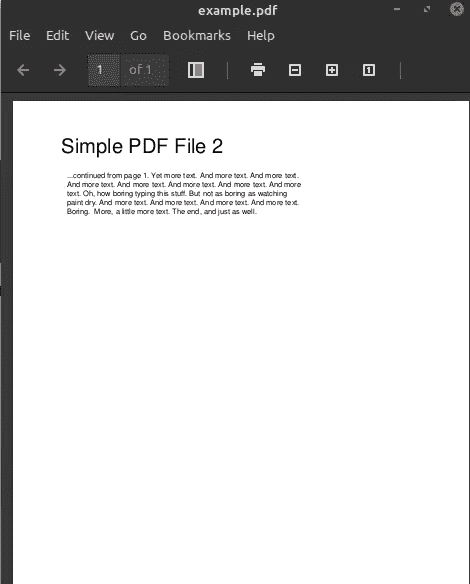 example.pdf
File Edit View Go Bookmarks Help
1 of 1
1
Simple PDF File 2
...continued from page 1. Yet more text. And more text. And more text.
And more text. And more text. And more text. And more text. And more
text. Oh, how boring typing this stuff. But not as boring as watching
paint dry. And more text. And more text. And more text. And more text.
Boring.  More, a little more text. The end, and just as well.